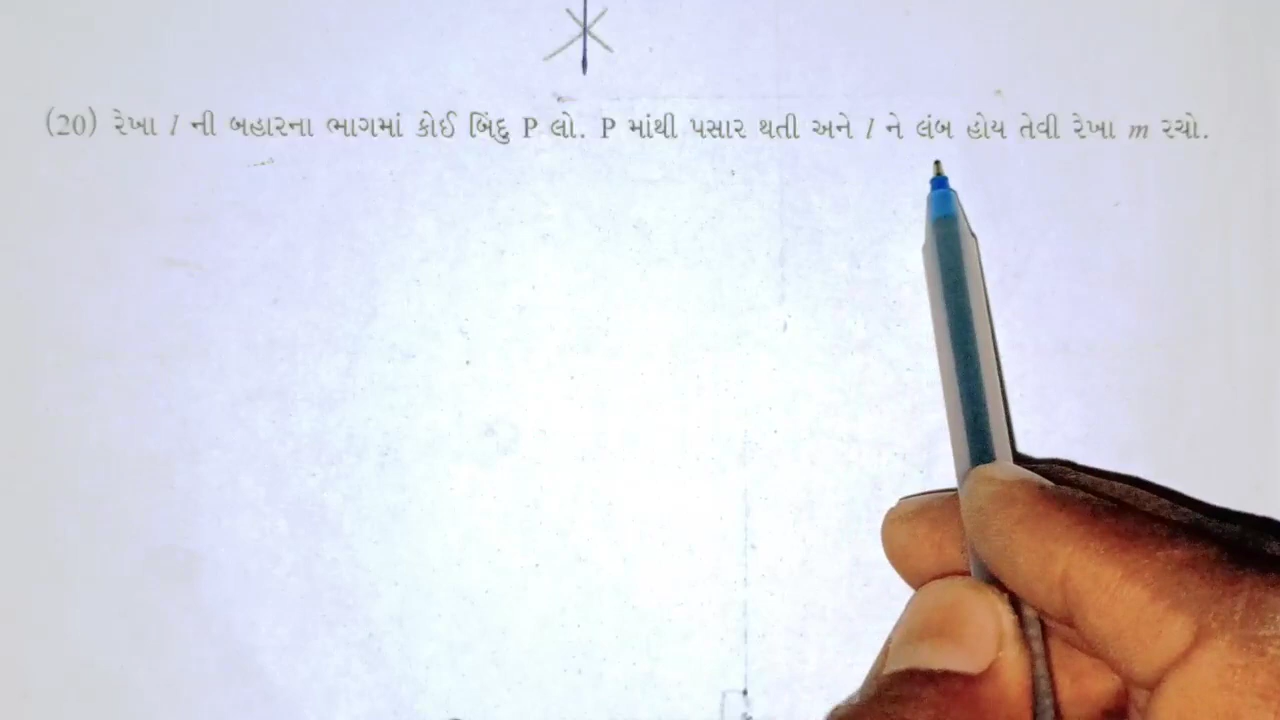 (20) રેખા l ની બહારના ભાગમાં કોઈ બિંદુ P લો. P માંથી પસાર થતી અને l ને લંબ હોય તેવી રેખા m રચો.